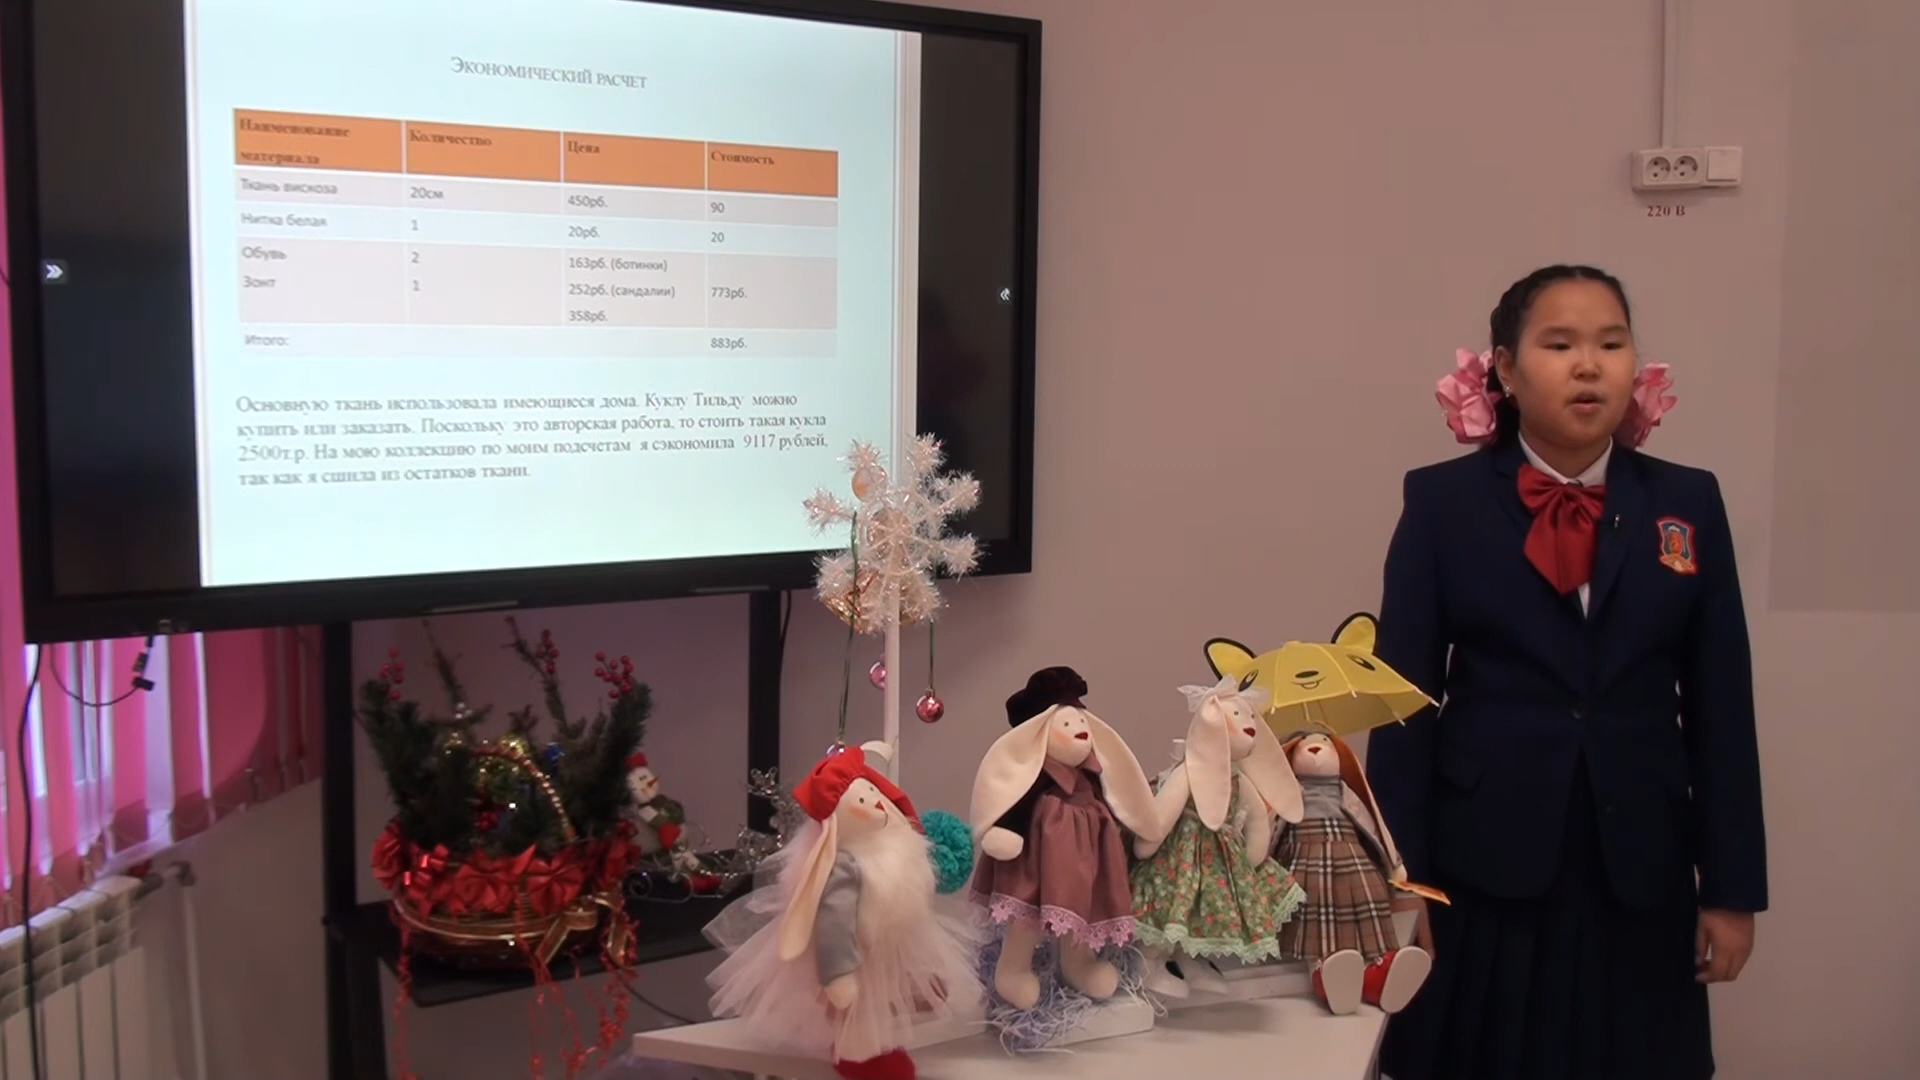 Экономический расчет
Наименование материала Количество Цена Стоимость
Ткань вискоза 20см 450рб. 90
Нитка белая 1 20рб. 20
Обувь 2 163рб. (ботинки)
Зонт 1 252рб. (сандалии) 773рб.
358рб.
Итого: 883рб.
Основную ткань использовала имеющиеся дома. Куклу Тильду можно
купить или заказать. Поскольку это авторская работа, то стоить такая кукла
2500т.р. На мою коллекцию по моим подсчетам я сэкономила 9117 рублей,
так как я сшила из остатков ткани.
220 В